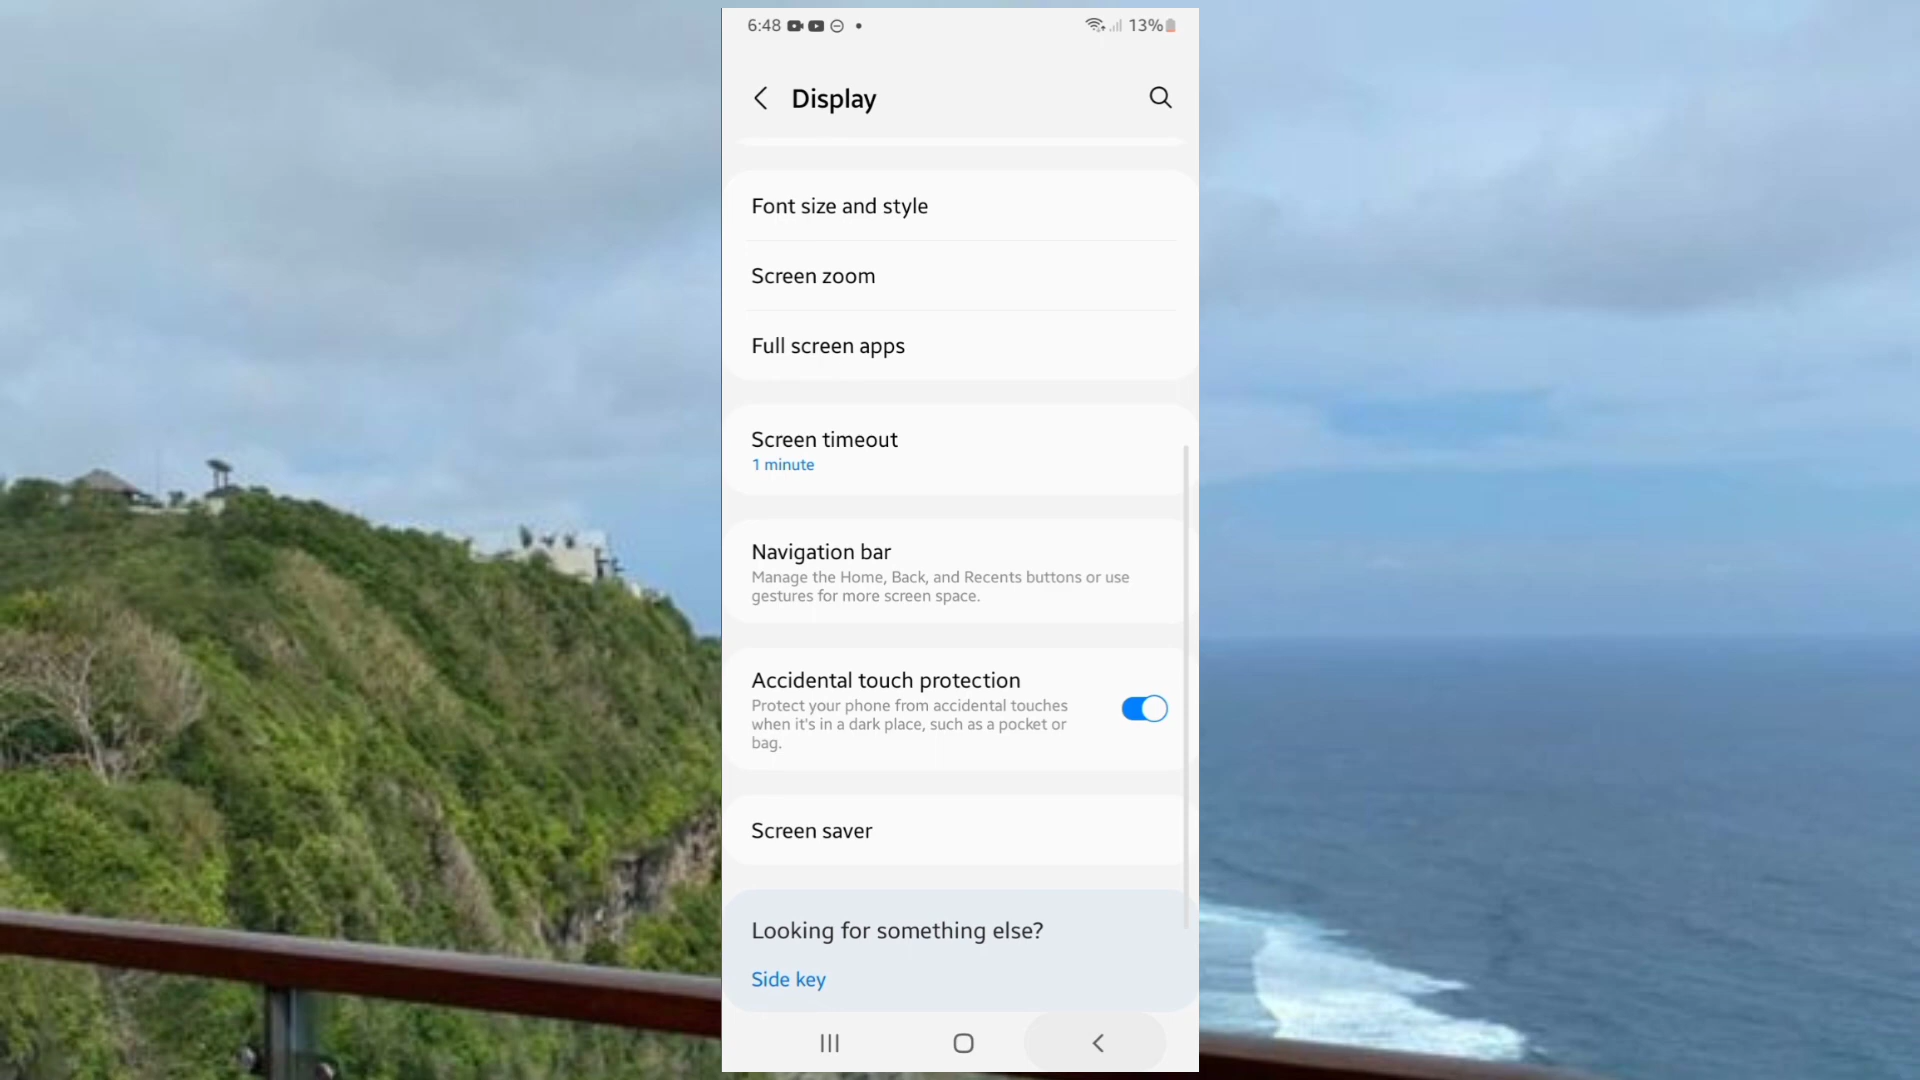 6:48
13%
Display
Font size and style
Screen zoom
Full screen apps
Screen timeout
1 minute
Navigation bar
Manage the Home, Back, and Recents buttons or use
gestures for more screen space.
Accidental touch protection
Protect your phone from accidental touches
when it's in a dark place, such as a pocket or
bag.
Screen saver
Looking for something else?
Side key